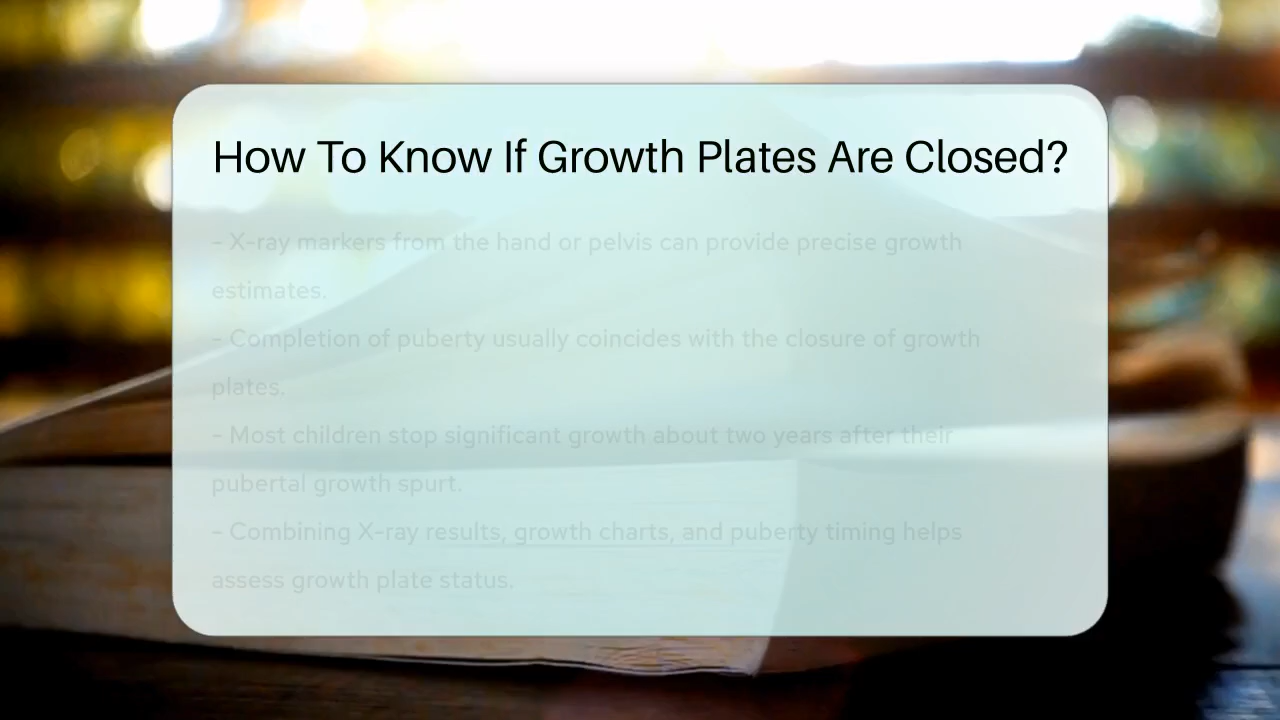 How To Know If Growth Plates Are Closed?
– X-ray markers from the hand or pelvis can provide precise growth
estimates.
– Completion of puberty usually coincides with the closure of growth
plates.
– Most children stop significant growth about two years after their
pubertal growth spurt.
– Combining X-ray results, growth charts, and puberty timing helps
assess growth plate status.